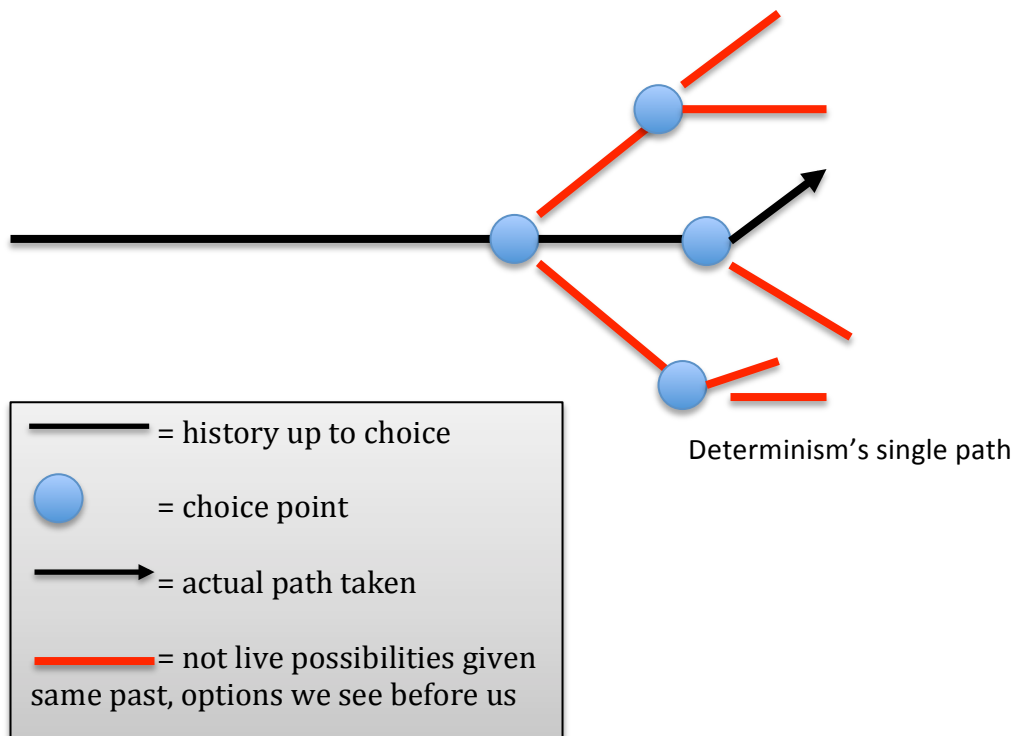 = history up to choice
Determinism’s single path
= choice point
= actual path taken
= not live possibilities given
same past, options we see before us